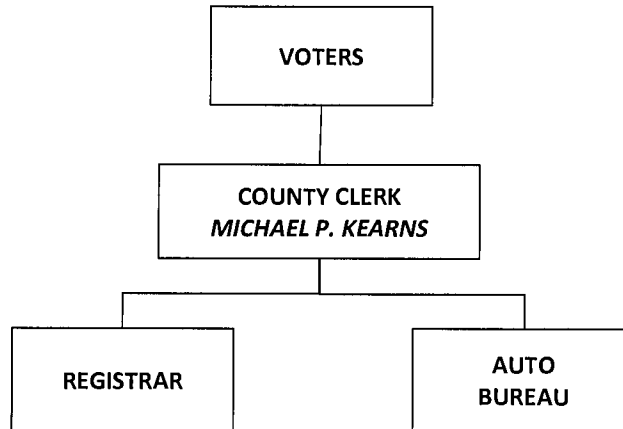 VOTERS
COUNTY CLERK
MICHAEL P. KEARNS
REGISTRAR
AUTO
BUREAU